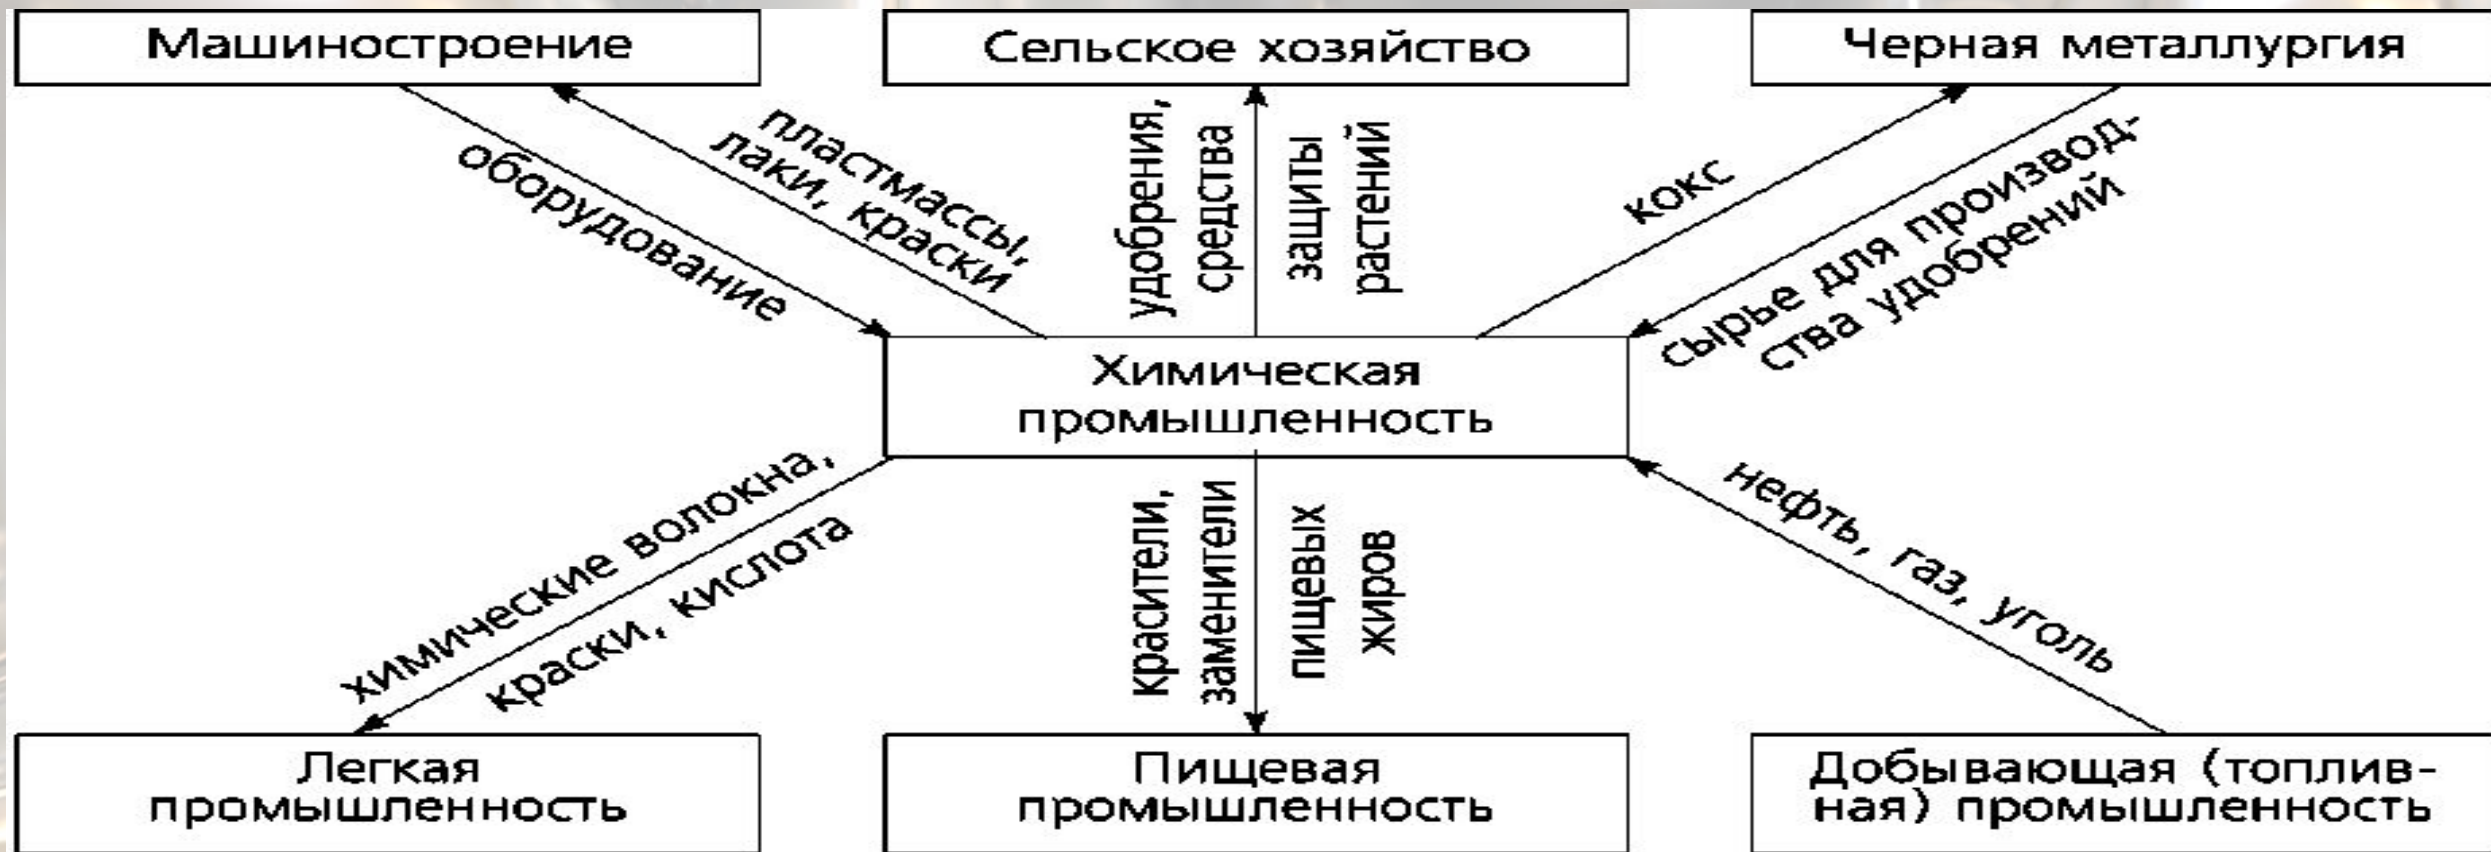 Машиностроение
Сельское хозяйство
Черная металлургия
оборудование
пластмассы,
лаки, краски
удобрения,
средства
защиты
растений
кокс
сырье для производ-
ства удобрений
Химическая
промышленность
химические волокна,
краски, кислота
красители,
заменители
пищевых
жиров
нефть, газ, уголь
Легкая
промышленность
Пищевая
промышленность
Добывающая (топлив-
ная) промышленность